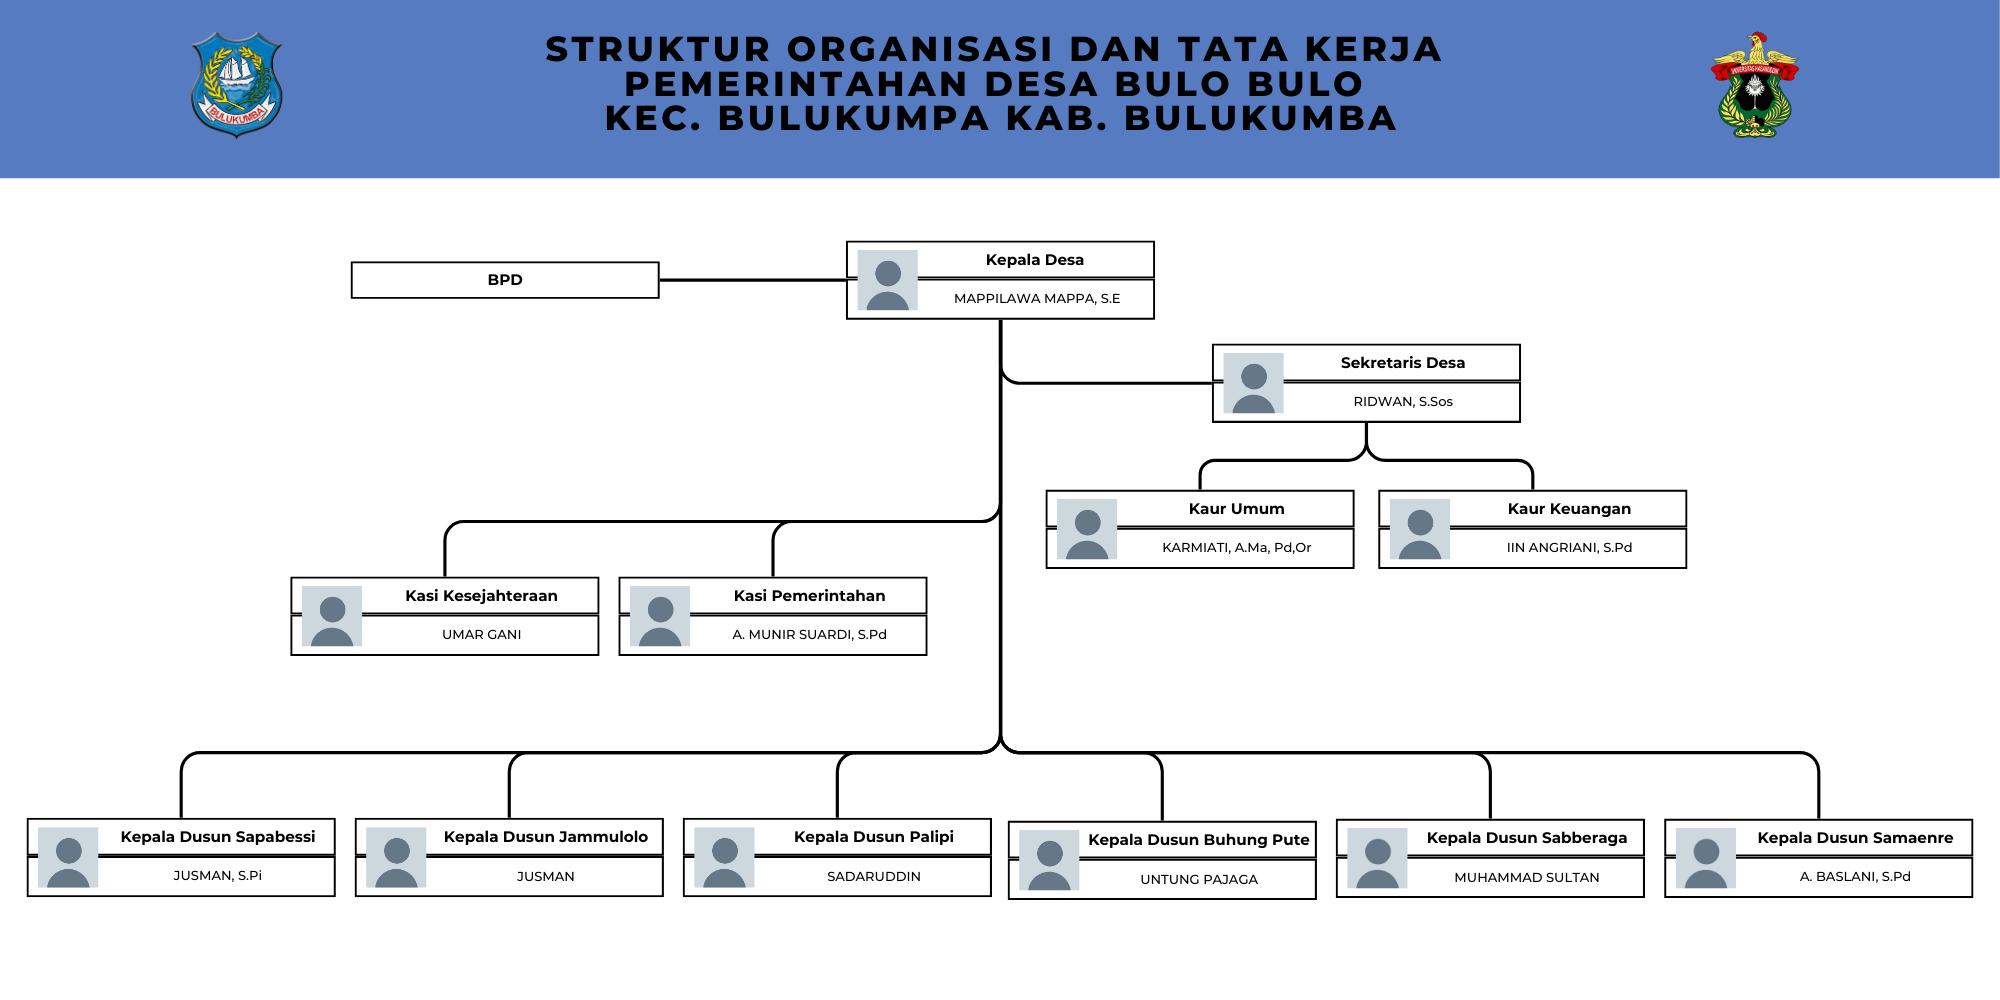 STRUKTUR ORGANISASI DAN TATA KERJA
PEMERINTAHAN DESA BULO BULO
KEC. BULUKUMPA KAB. BULUKUMBA
BULUKUMBA
UNIVERSITAS HASANUDDIN
BPD
Kepala Desa
MAPPILAWA MAPPA, S.E
Sekretaris Desa
RIDWAN, S.Sos
Kaur Umum
KARMIATI, A.Ma, Pd,Or
Kaur Keuangan
IIN ANGRIANI, S.Pd
Kasi Kesejahteraan
UMAR GANI
Kasi Pemerintahan
A. MUNIR SUARDI, S.Pd
Kepala Dusun Sapabessi
JUSMAN, S.Pi
Kepala Dusun Jammulolo
JUSMAN
Kepala Dusun Palipi
SADARUDDIN
Kepala Dusun Buhung Pute
UNTUNG PAJAGA
Kepala Dusun Sabberaga
MUHAMMAD SULTAN
Kepala Dusun Samaenre
A. BASLANI, S.Pd